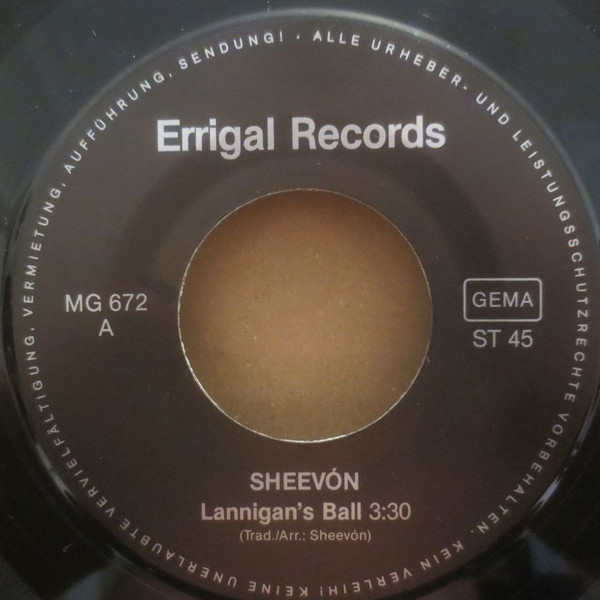 ALLE URHEBER- UND LEISTUNGSSCHUTZRECHTE VORBEHALTEN. KEIN VERLEIH! KEINE UNERLAUBTE VERVIELFÄLTIGUNG, VERMIETUNG, AUFFÜHRUNG, SENDUNG! ·
Errigal Records
MG 672
A
GEMA
ST 45
SHEEVÓN
Lannigan's Ball 3:30
(Trad./Arr.: Sheevón)